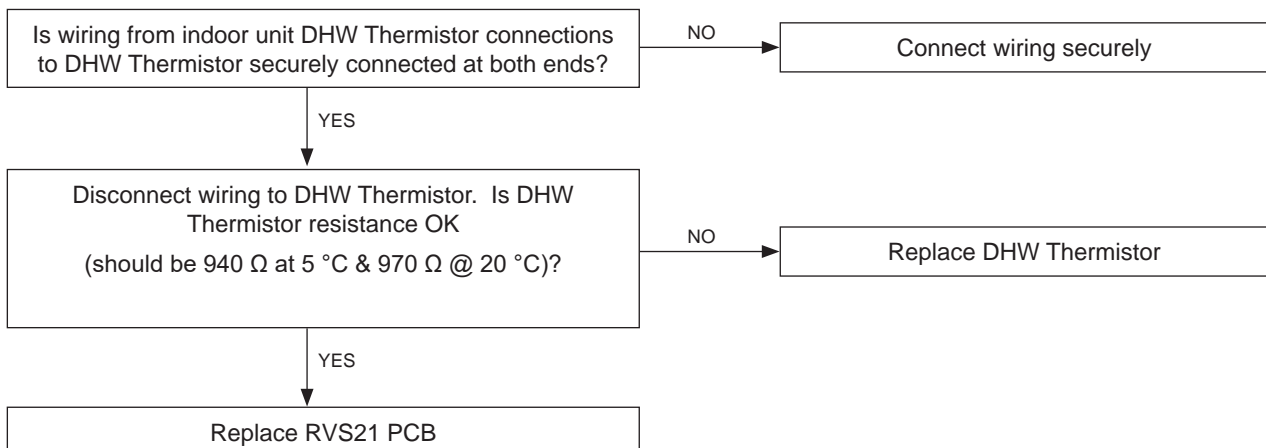 Is wiring from indoor unit DHW Thermistor connections
to DHW Thermistor securely connected at both ends?
NO
Connect wiring securely
YES
Disconnect wiring to DHW Thermistor. Is DHW
Thermistor resistance OK
(should be 940 Ω at 5 °C & 970 Ω @ 20 °C)?
NO
Replace DHW Thermistor
YES
Replace RVS21 PCB